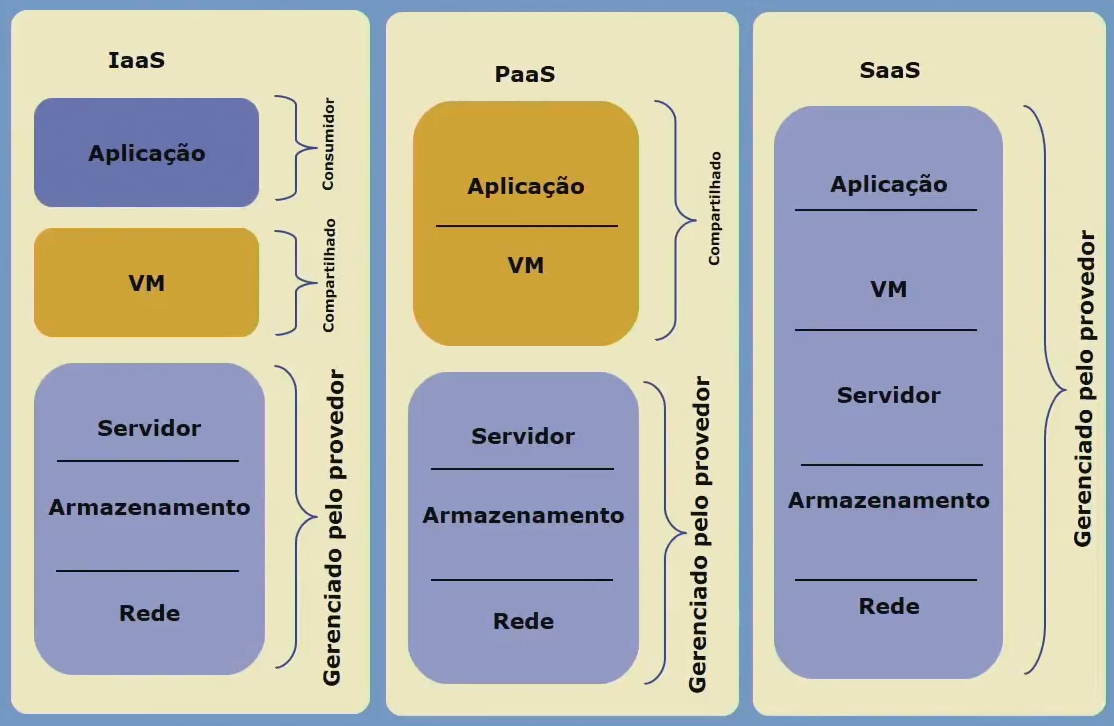 IaaS
Aplicação
Consumidor
VM
Compartilhado
Servidor
Armazenamento
Rede
Gerenciado pelo provedor
PaaS
Aplicação
VM
Compartilhado
Servidor
Armazenamento
Rede
Gerenciado pelo provedor
SaaS
Aplicação
VM
Servidor
Armazenamento
Rede
Gerenciado pelo provedor